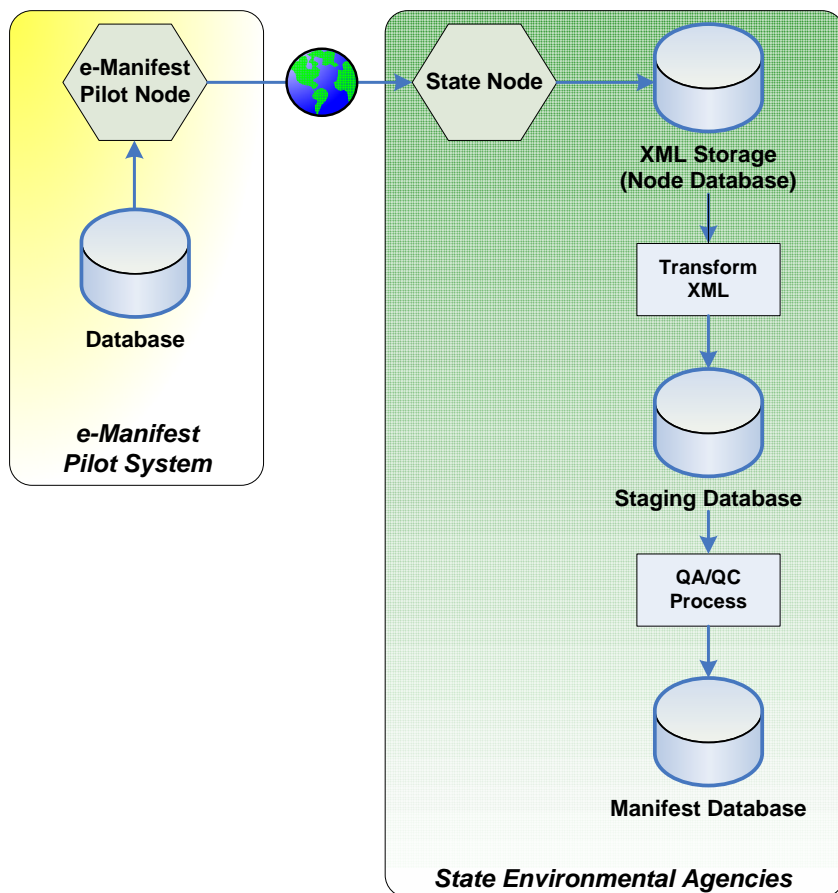 e-Manifest
Pilot Node
State Node
XML Storage
(Node Database)
Transform
XML
Database
Staging Database
e-Manifest
Pilot System
QA/QC
Process
Manifest Database
State Environmental Agencies